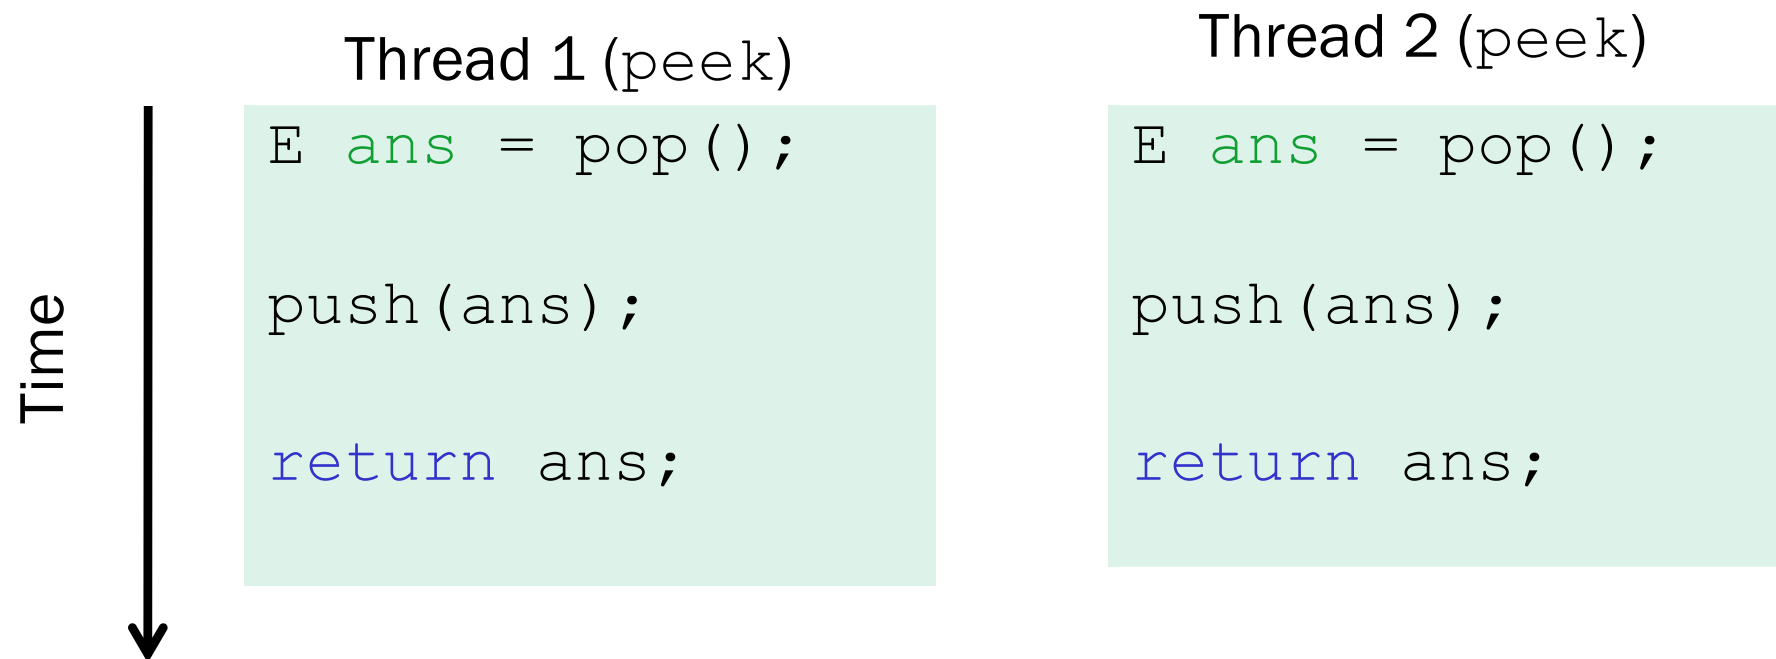 Thread 1 (peek)
E ans = pop();
push(ans);
return ans;
Thread 2 (peek)
E ans = pop();
push(ans);
return ans;
Time